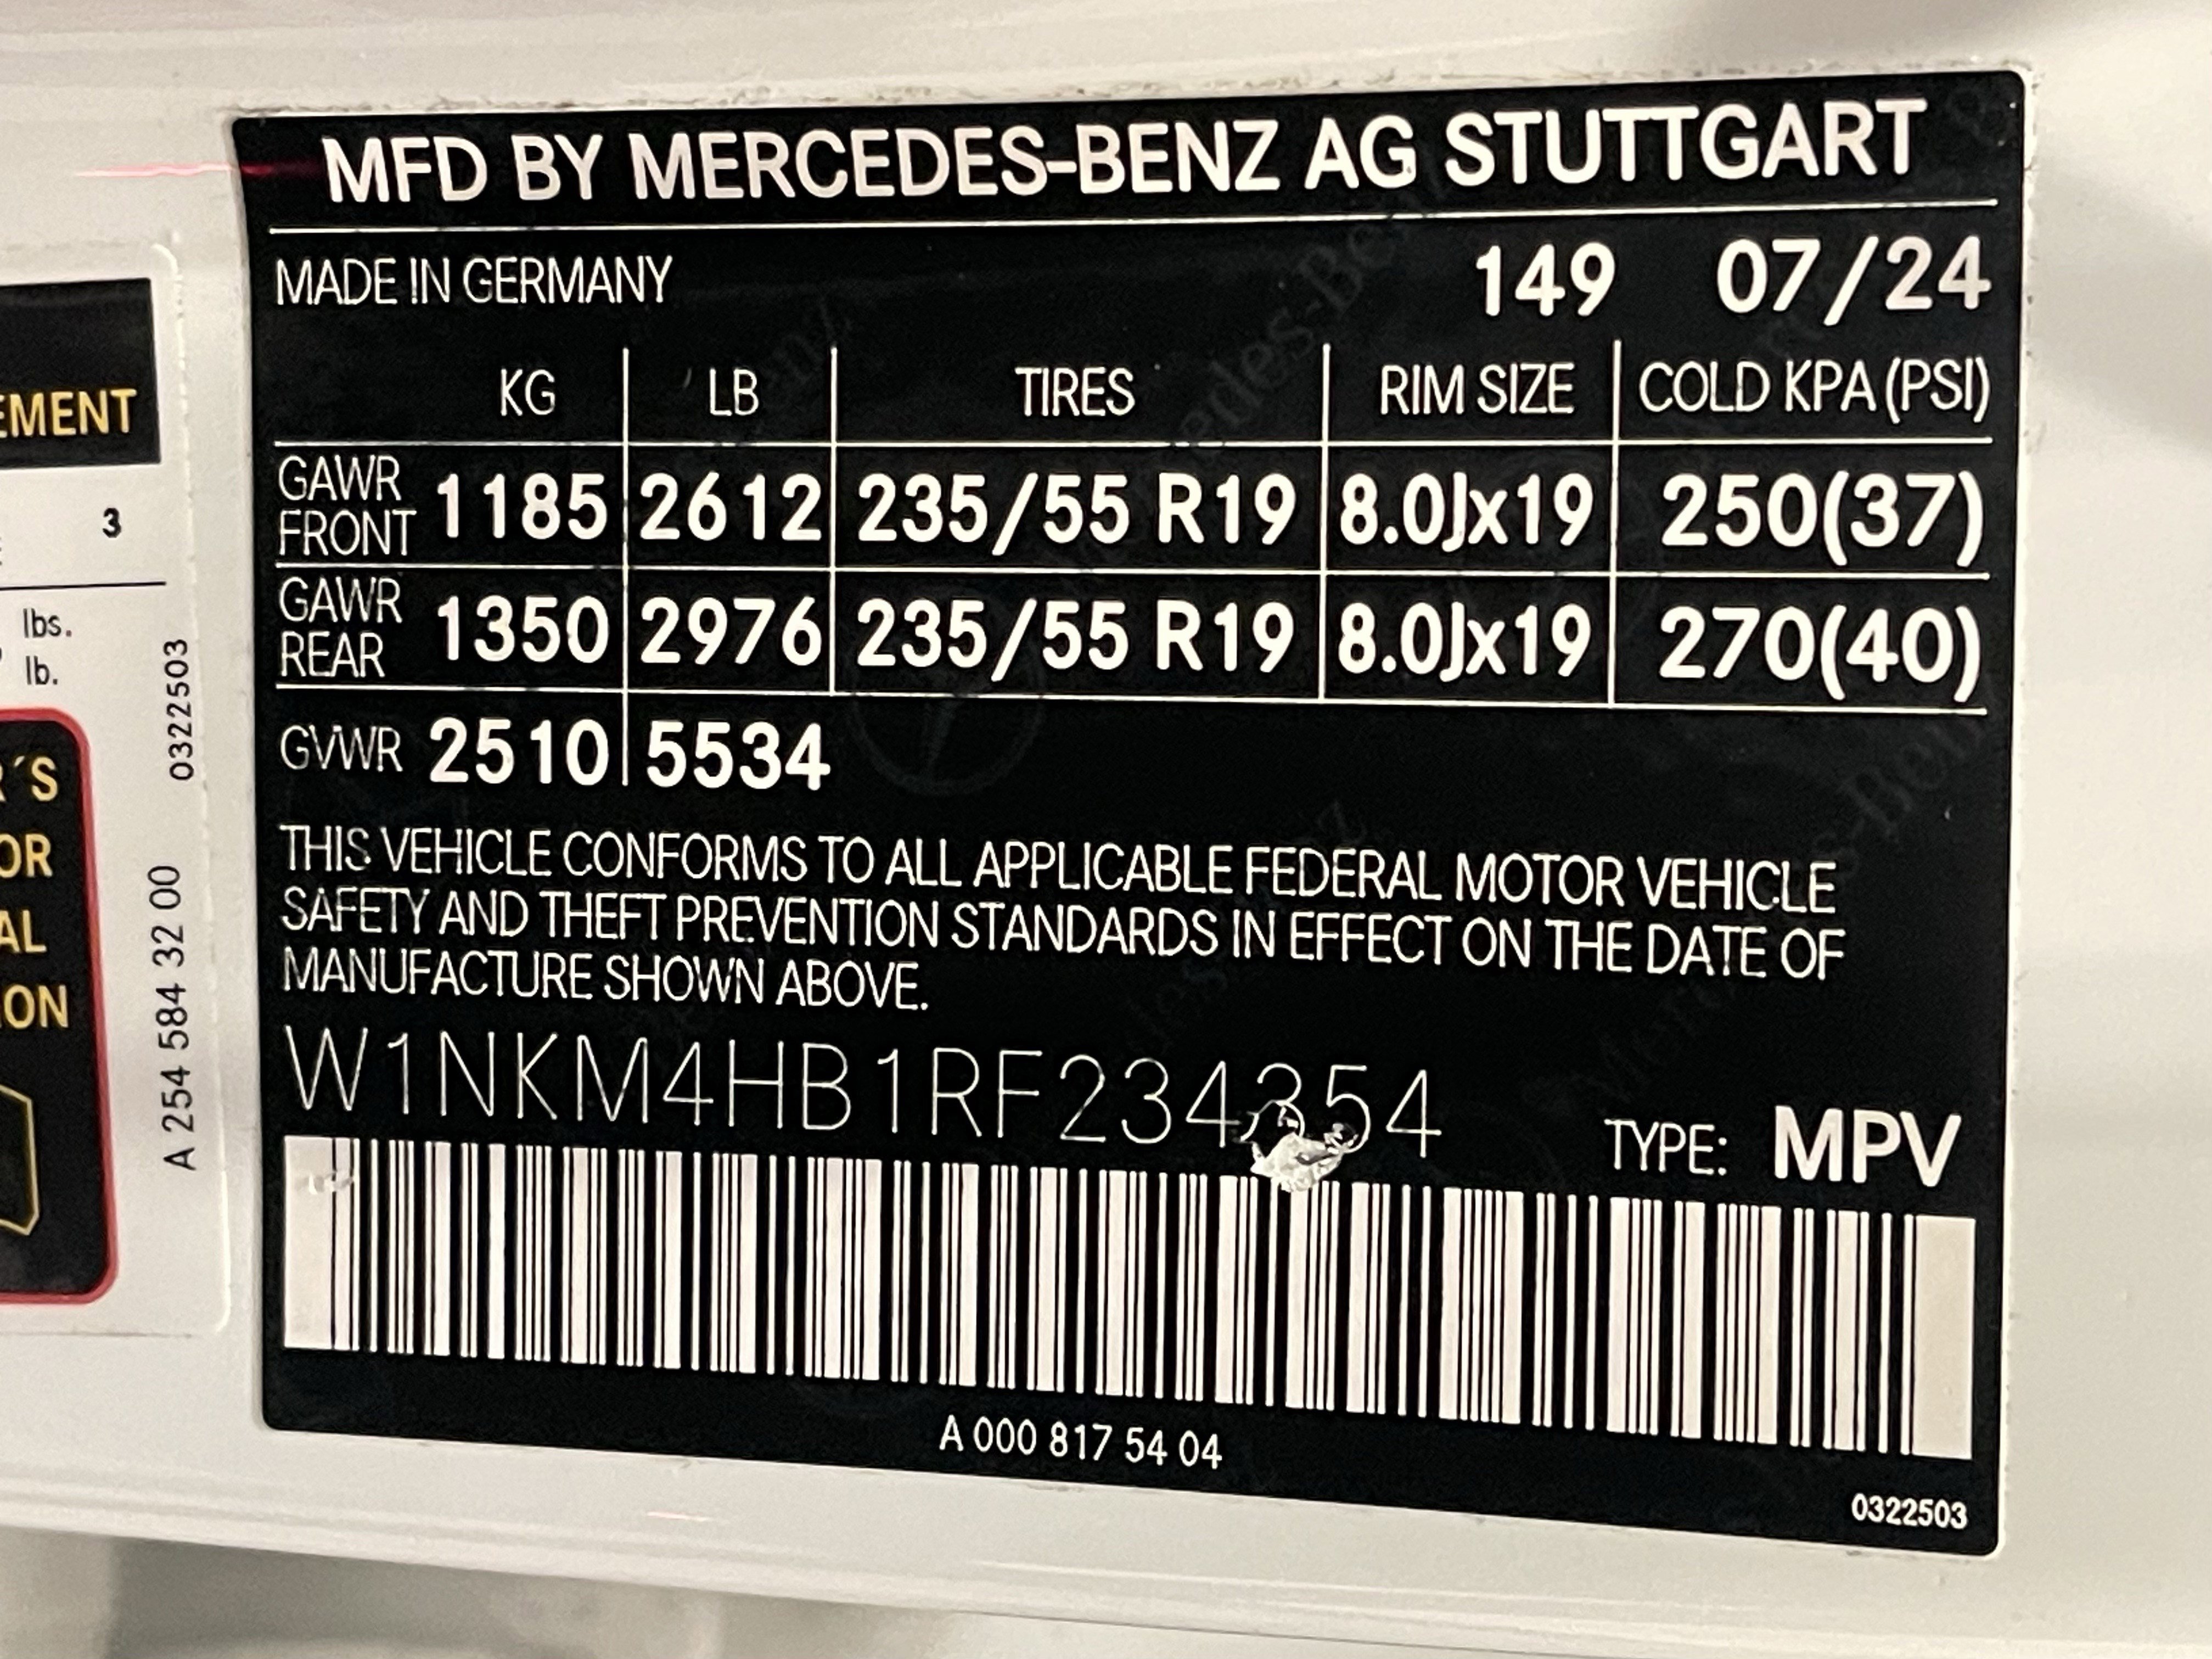 MFD BY MERCEDES-BENZ AG STUTTGART
MADE IN GERMANY 149 07/24
KG LB TIRES RIM SIZE COLD KPA (PSI)
GAWR FRONT 1185 2612 235/55 R19 8.0Jx19 250(37)
GAWR REAR 1350 2976 235/55 R19 8.0Jx19 270(40)
GVWR 2510 5534
THIS VEHICLE CONFORMS TO ALL APPLICABLE FEDERAL MOTOR VEHICLE
SAFETY AND THEFT PREVENTION STANDARDS IN EFFECT ON THE DATE OF
MANUFACTURE SHOWN ABOVE.
W1NKM4HB1RF234354
TYPE: MPV
A 000 817 54 04
0322503
EMENT
3
lbs.
lb.
R´S
OR
AL
ION
A 254 584 32 00 0322503